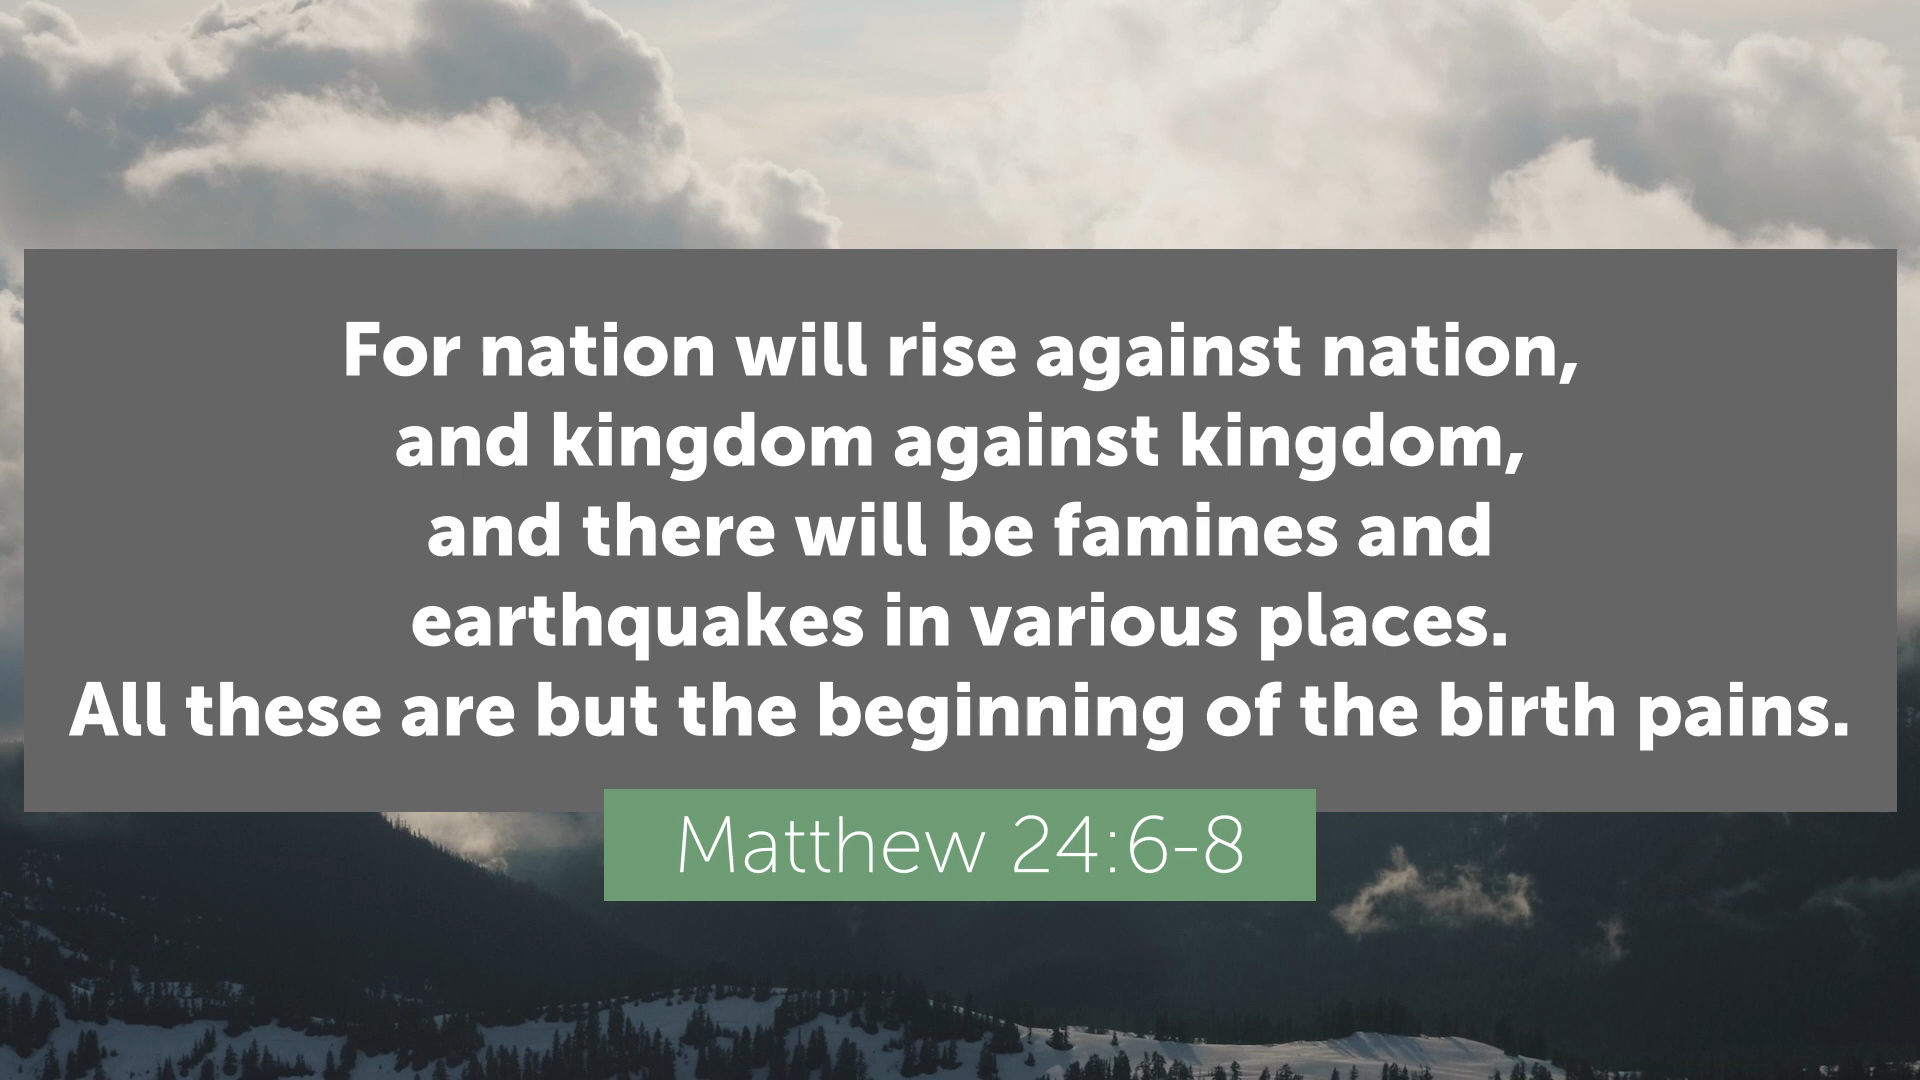 For nation will rise against nation,
and kingdom against kingdom,
and there will be famines and
earthquakes in various places.
All these are but the beginning of the birth pains.
Matthew 24:6-8